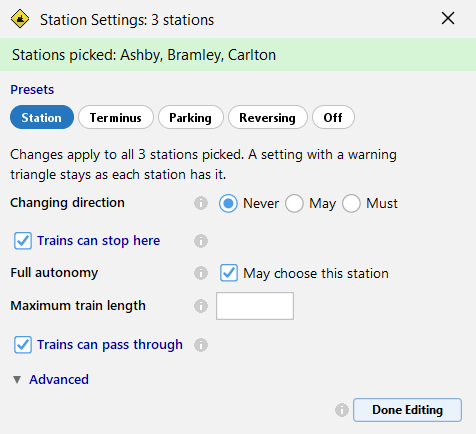 Station Settings: 3 stations
Stations picked: Ashby, Bramley, Carlton
Presets
Station Terminus Parking Reversing Off
Changes apply to all 3 stations picked. A setting with a warning
triangle stays as each station has it.
Changing direction Never May Must
Trains can stop here
Full autonomy May choose this station
Maximum train length
Trains can pass through
Advanced
Done Editing